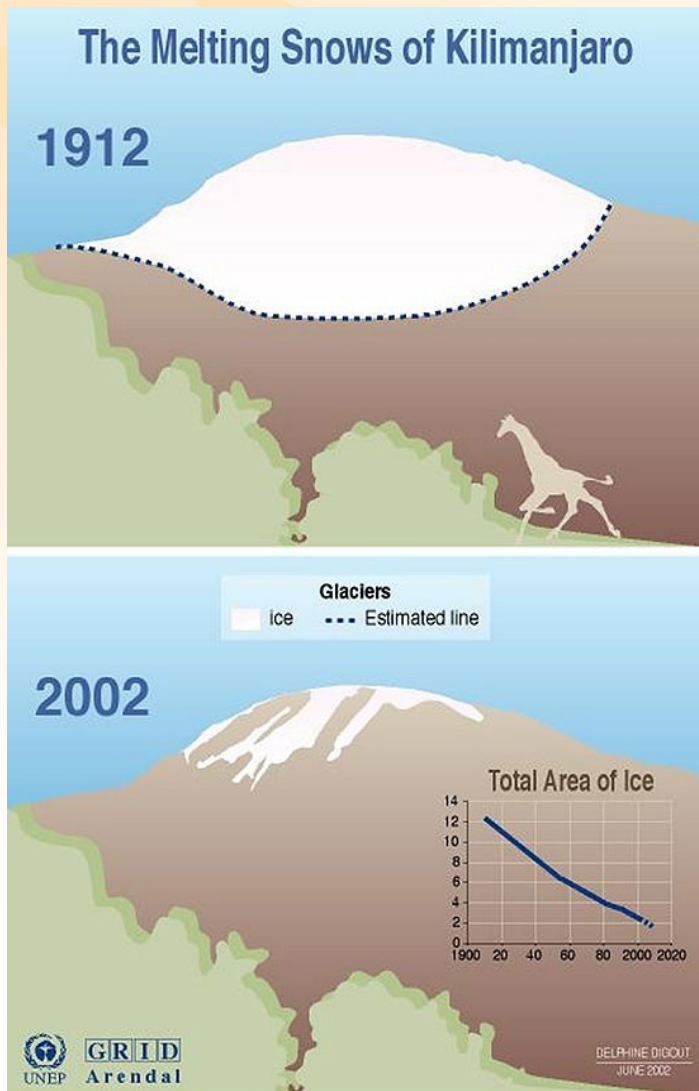 The Melting Snows of Kilimanjaro
1912
Glaciers
ice Estimated line
2002
Total Area of Ice
14
12
10
8
6
4
2
0
1900 20 40 60 80 2000 2020
UNEP
GRID
Arendal
DELPHINE DIGOUT
JUNE 2002